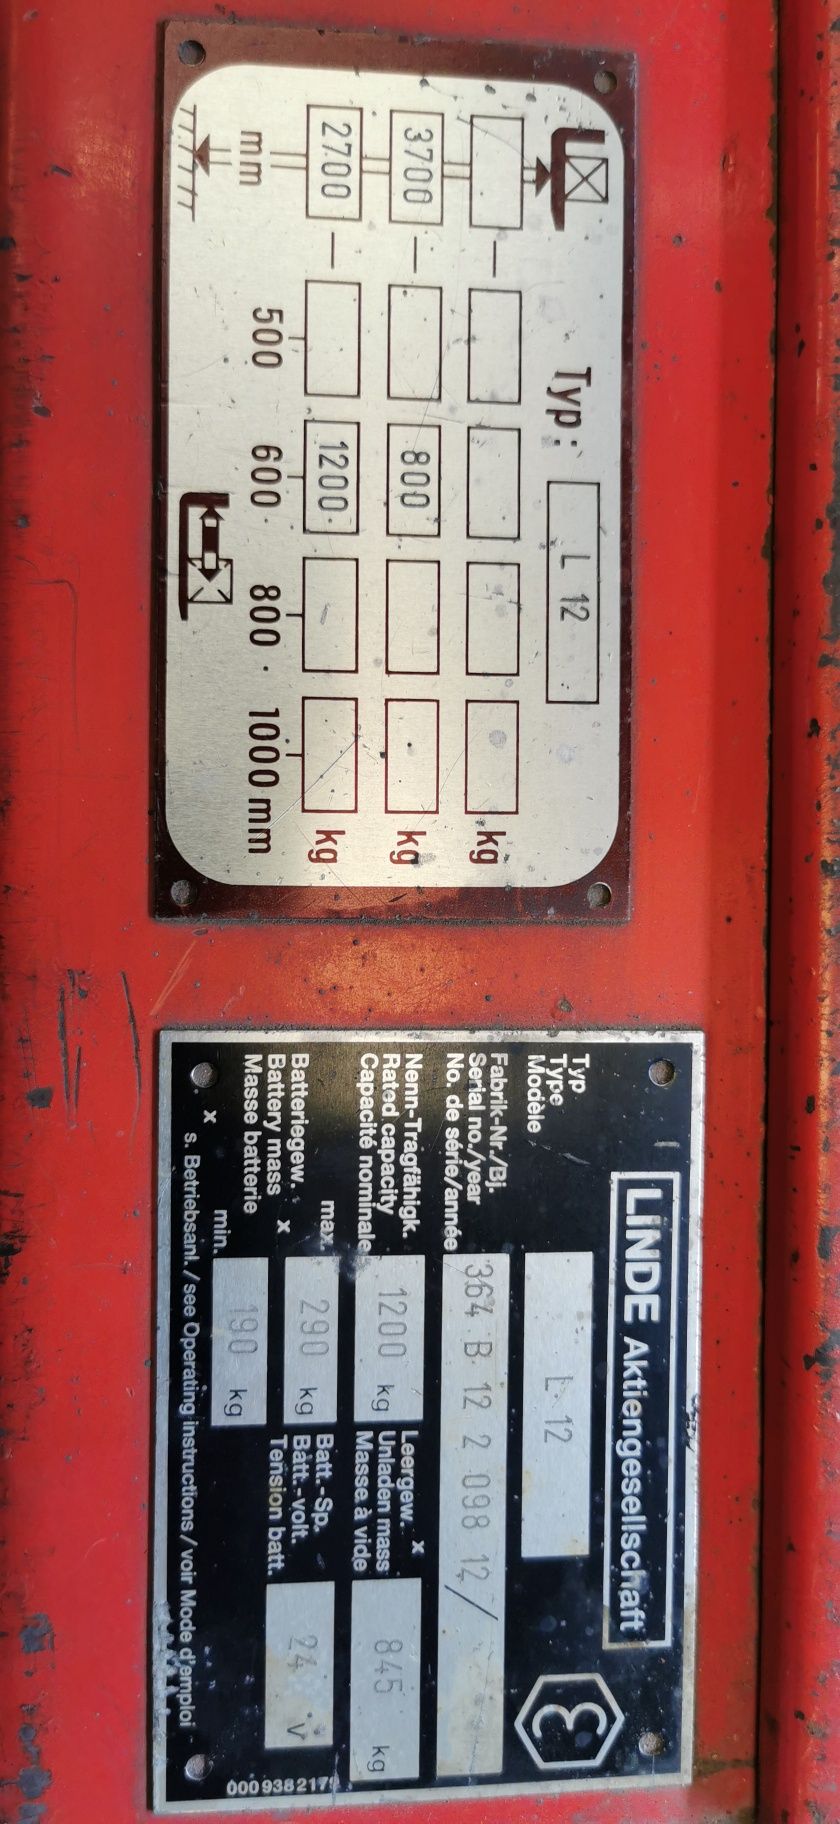 Typ: L 12
— kg
3700 — 800 kg
2700 — 1200 kg
mm 500 600 800 1000 mm
LINDE Aktiengesellschaft
3
Typ
Type
Modèle
L 12
Fabrik-Nr./Bj.
Serial no./year
No. de série/année
364 B 12 2 098 12/
Nenn-Tragfähigk.
Rated capacity
Capacité nominale
1200 kg
Leergew. x
Unladen mass
Masse à vide
845 kg
Batteriegew.
Battery mass x
Masse batterie
max. 290 kg
min. 190 kg
Batt.-Sp.
Batt.-volt.
Tension batt.
24 V
x s. Betriebsanl./see Operating instructions/voir Mode d'emploi